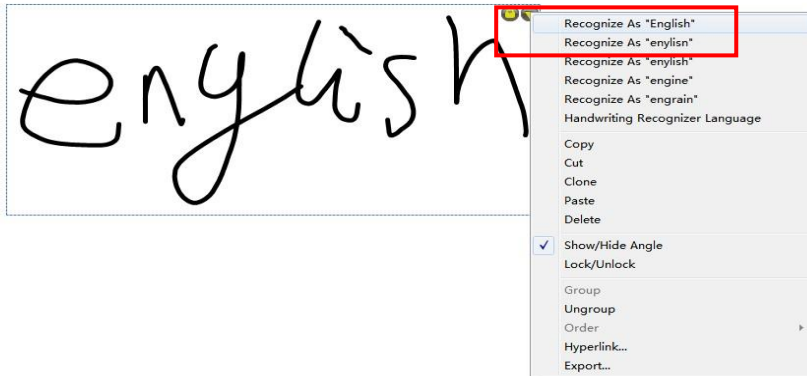 english
Recognize As "English"
Recognize As "enylisn"
Recognize As "enylish"
Recognize As "engine"
Recognize As "engrain"
Handwriting Recognizer Language
Copy
Cut
Clone
Paste
Delete
Show/Hide Angle
Lock/Unlock
Group
Ungroup
Order
Hyperlink...
Export...